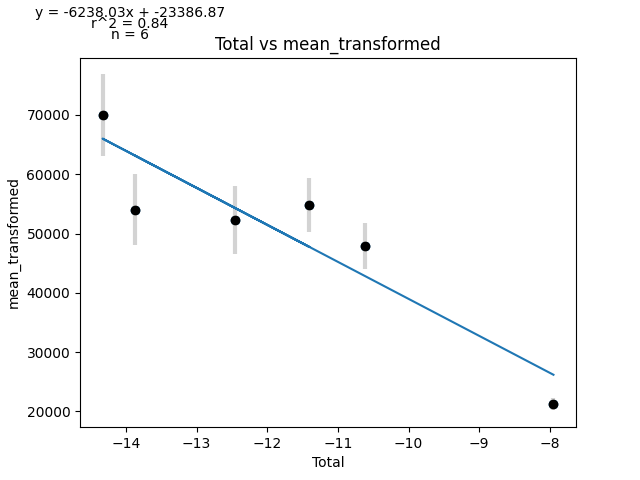 y = -6238.03x + -23386.87
r^2 = 0.84
n = 6
Total vs mean_transformed
mean_transformed
70000
60000
50000
40000
30000
20000
−14
−13
−12
−11
−10
−9
−8
Total